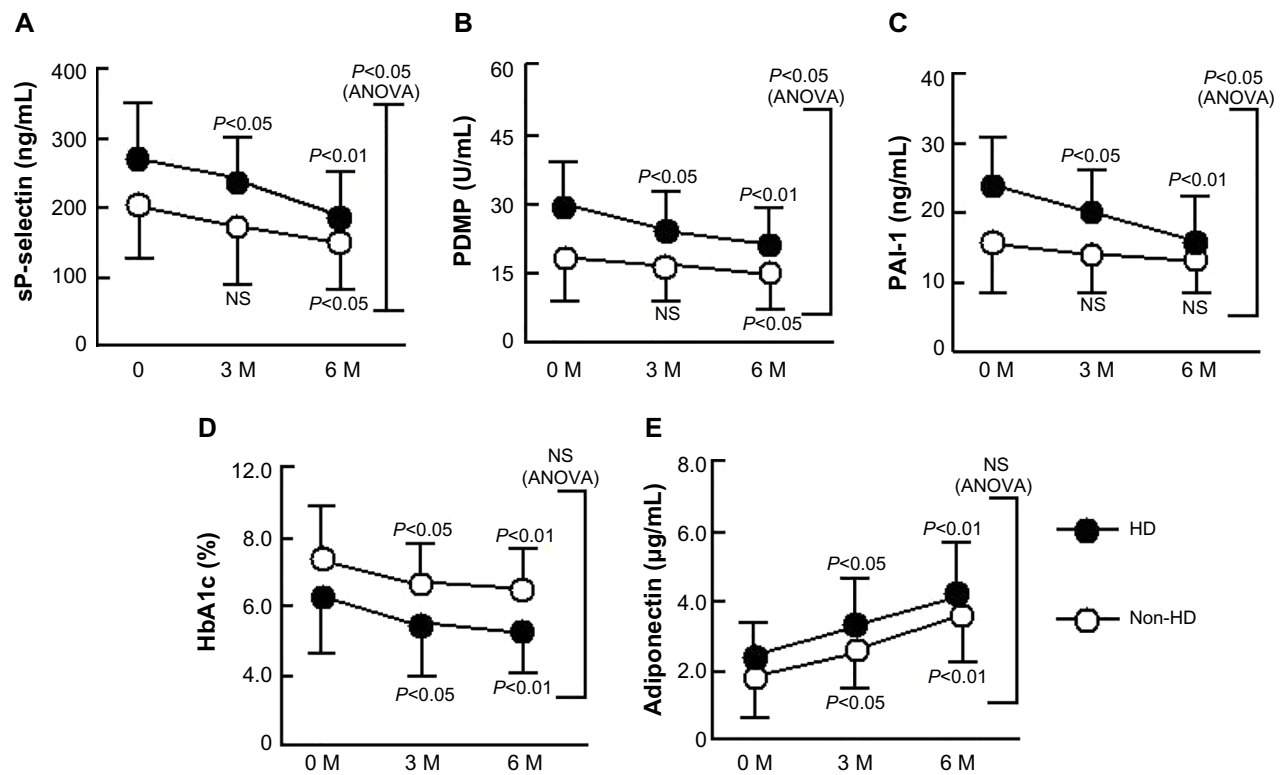 A
sP-selectin (ng/mL)
400
300
200
100
0
0
3 M
6 M
P<0.05
P<0.01
NS
P<0.05
P<0.05
(ANOVA)
B
PDMP (U/mL)
60
45
30
15
0
0 M
3 M
6 M
P<0.05
P<0.01
NS
P<0.05
P<0.05
(ANOVA)
C
PAI-1 (ng/mL)
40
30
20
10
0
0 M
3 M
6 M
P<0.05
P<0.01
NS
NS
P<0.05
(ANOVA)
D
HbA1c (%)
12.0
8.0
6.0
4.0
0
0 M
3 M
6 M
P<0.05
P<0.01
P<0.05
P<0.01
NS
(ANOVA)
E
Adiponectin (µg/mL)
8.0
6.0
4.0
2.0
0
0 M
3 M
6 M
P<0.05
P<0.01
P<0.05
P<0.01
NS
(ANOVA)
HD
Non-HD